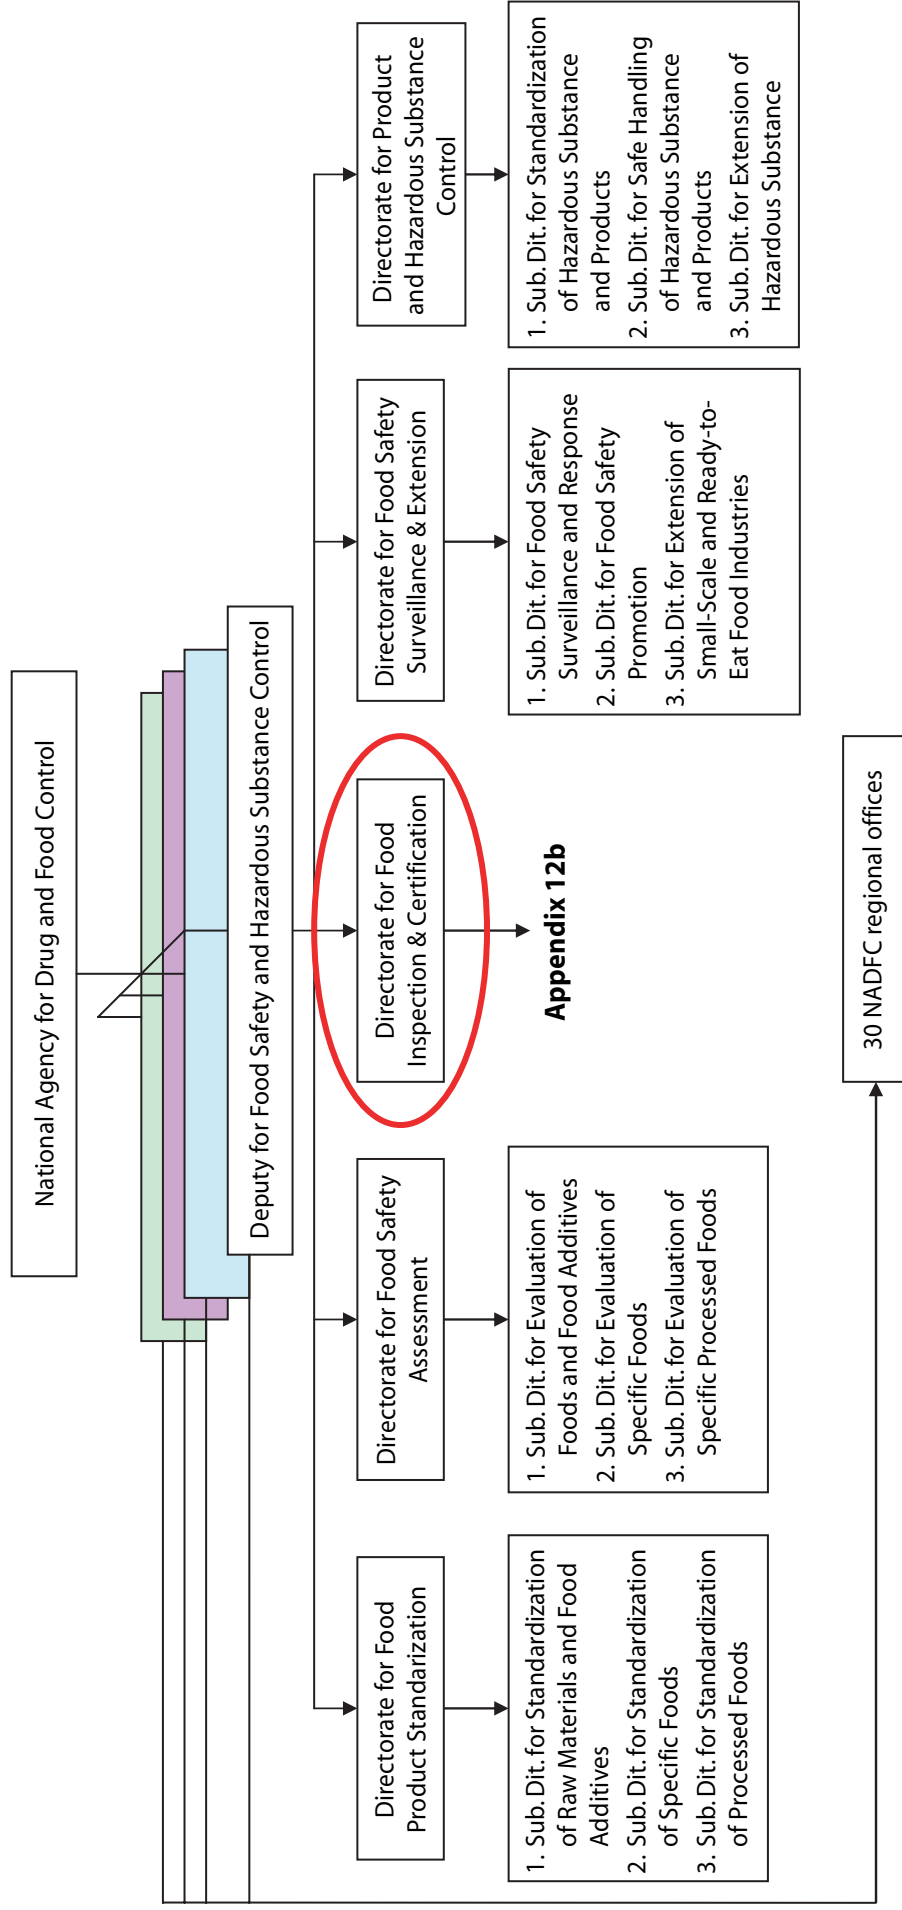 National Agency for Drug and Food Control
Deputy for Food Safety and Hazardous Substance Control
Directorate for Food
Product Standarization
Directorate for Food Safety
Assessment
Directorate for Food
Inspection & Certification
Directorate for Food Safety
Surveillance & Extension
Directorate for Product
and Hazardous Substance
Control
1. Sub. Dit. for Standardization
of Raw Materials and Food
Additives
2. Sub. Dit. for Standardization
of Specific Foods
3. Sub. Dit. for Standardization
of Processed Foods
1. Sub. Dit. for Evaluation of
Foods and Food Additives
2. Sub. Dit. for Evaluation of
Specific Foods
3. Sub. Dit. for Evaluation of
Specific Processed Foods
Appendix 12b
1. Sub. Dit. for Food Safety
Surveillance and Response
2. Sub. Dit. for Food Safety
Promotion
3. Sub. Dit. for Extension of
Small-Scale and Ready-to-
Eat Food Industries
1. Sub. Dit. for Standardization
of Hazardous Substance
and Products
2. Sub. Dit. for Safe Handling
of Hazardous Substance
and Products
3. Sub. Dit. for Extension of
Hazardous Substance
30 NADFC regional offices